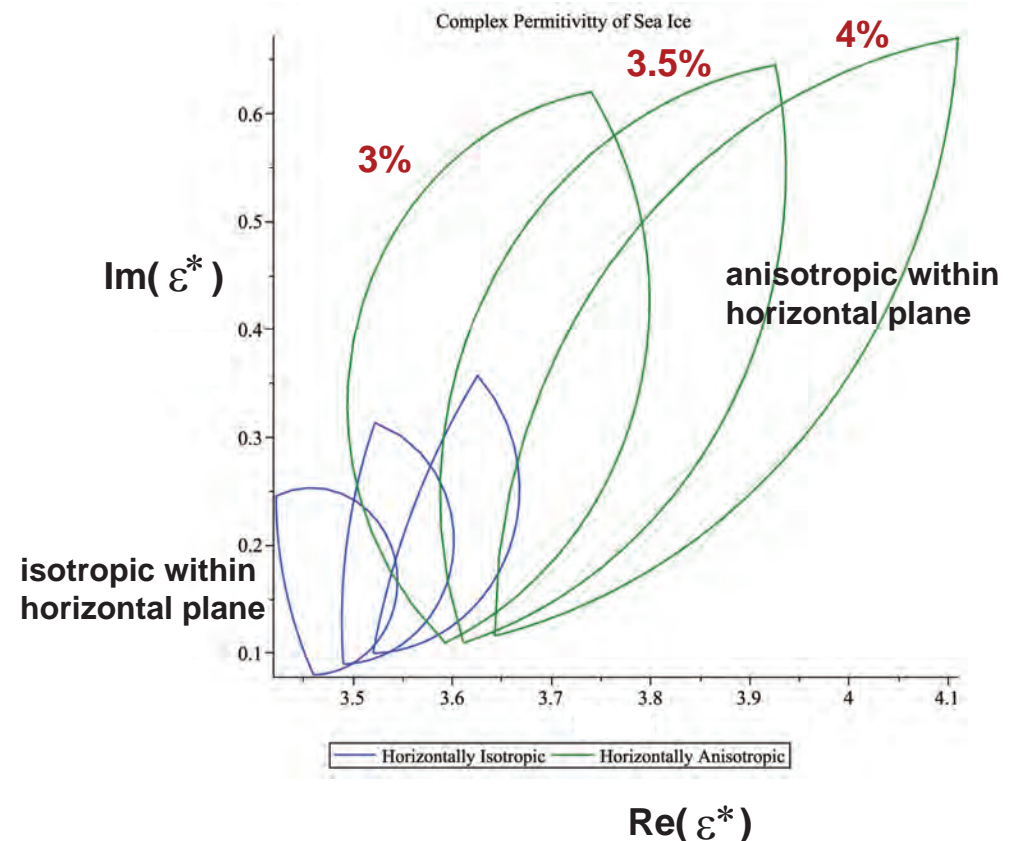 Complex Permitivitty of Sea Ice
4%
3.5%
3%
0.6
0.5
0.4
0.3
0.2
0.1
Im( ε* )
anisotropic within
horizontal plane
isotropic within
horizontal plane
3.5 3.6 3.7 3.8 3.9 4 4.1
Horizontally Isotropic Horizontally Anisotropic
Re( ε* )